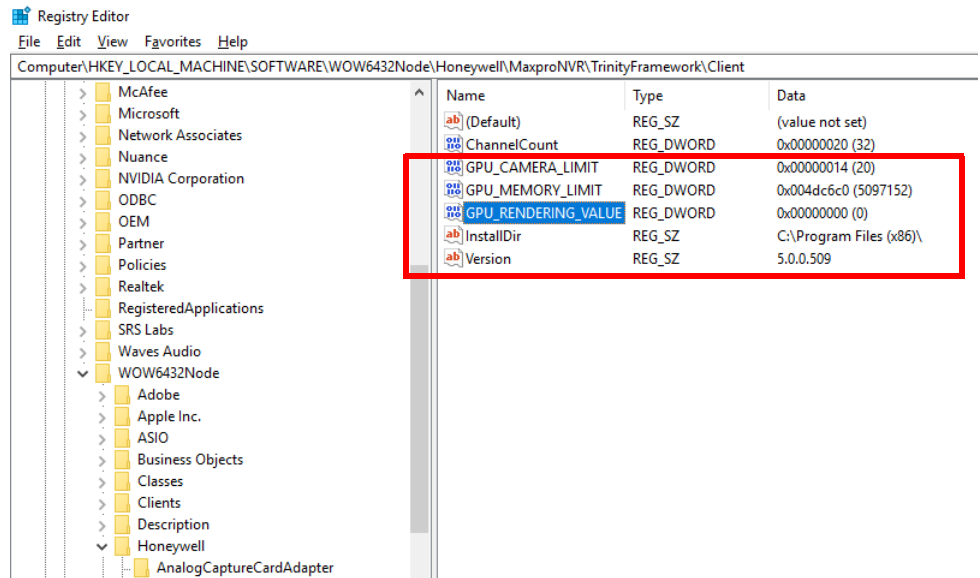 Registry Editor
File Edit View Favorites Help
Computer\HKEY_LOCAL_MACHINE\SOFTWARE\WOW6432Node\Honeywell\MaxproNVR\TrinityFramework\Client
McAfee
Microsoft
Network Associates
Nuance
NVIDIA Corporation
ODBC
OEM
Partner
Policies
Realtek
RegisteredApplications
SRS Labs
Waves Audio
WOW6432Node
Adobe
Apple Inc.
ASIO
Business Objects
Classes
Clients
Description
Honeywell
AnalogCaptureCardAdapter
Name Type Data
(Default) REG_SZ (value not set)
ChannelCount REG_DWORD 0x00000020 (32)
GPU_CAMERA_LIMIT REG_DWORD 0x00000014 (20)
GPU_MEMORY_LIMIT REG_DWORD 0x004dc6c0 (5097152)
GPU_RENDERING_VALUE REG_DWORD 0x00000000 (0)
InstallDir REG_SZ C:\Program Files (x86)\
Version REG_SZ 5.0.0.509